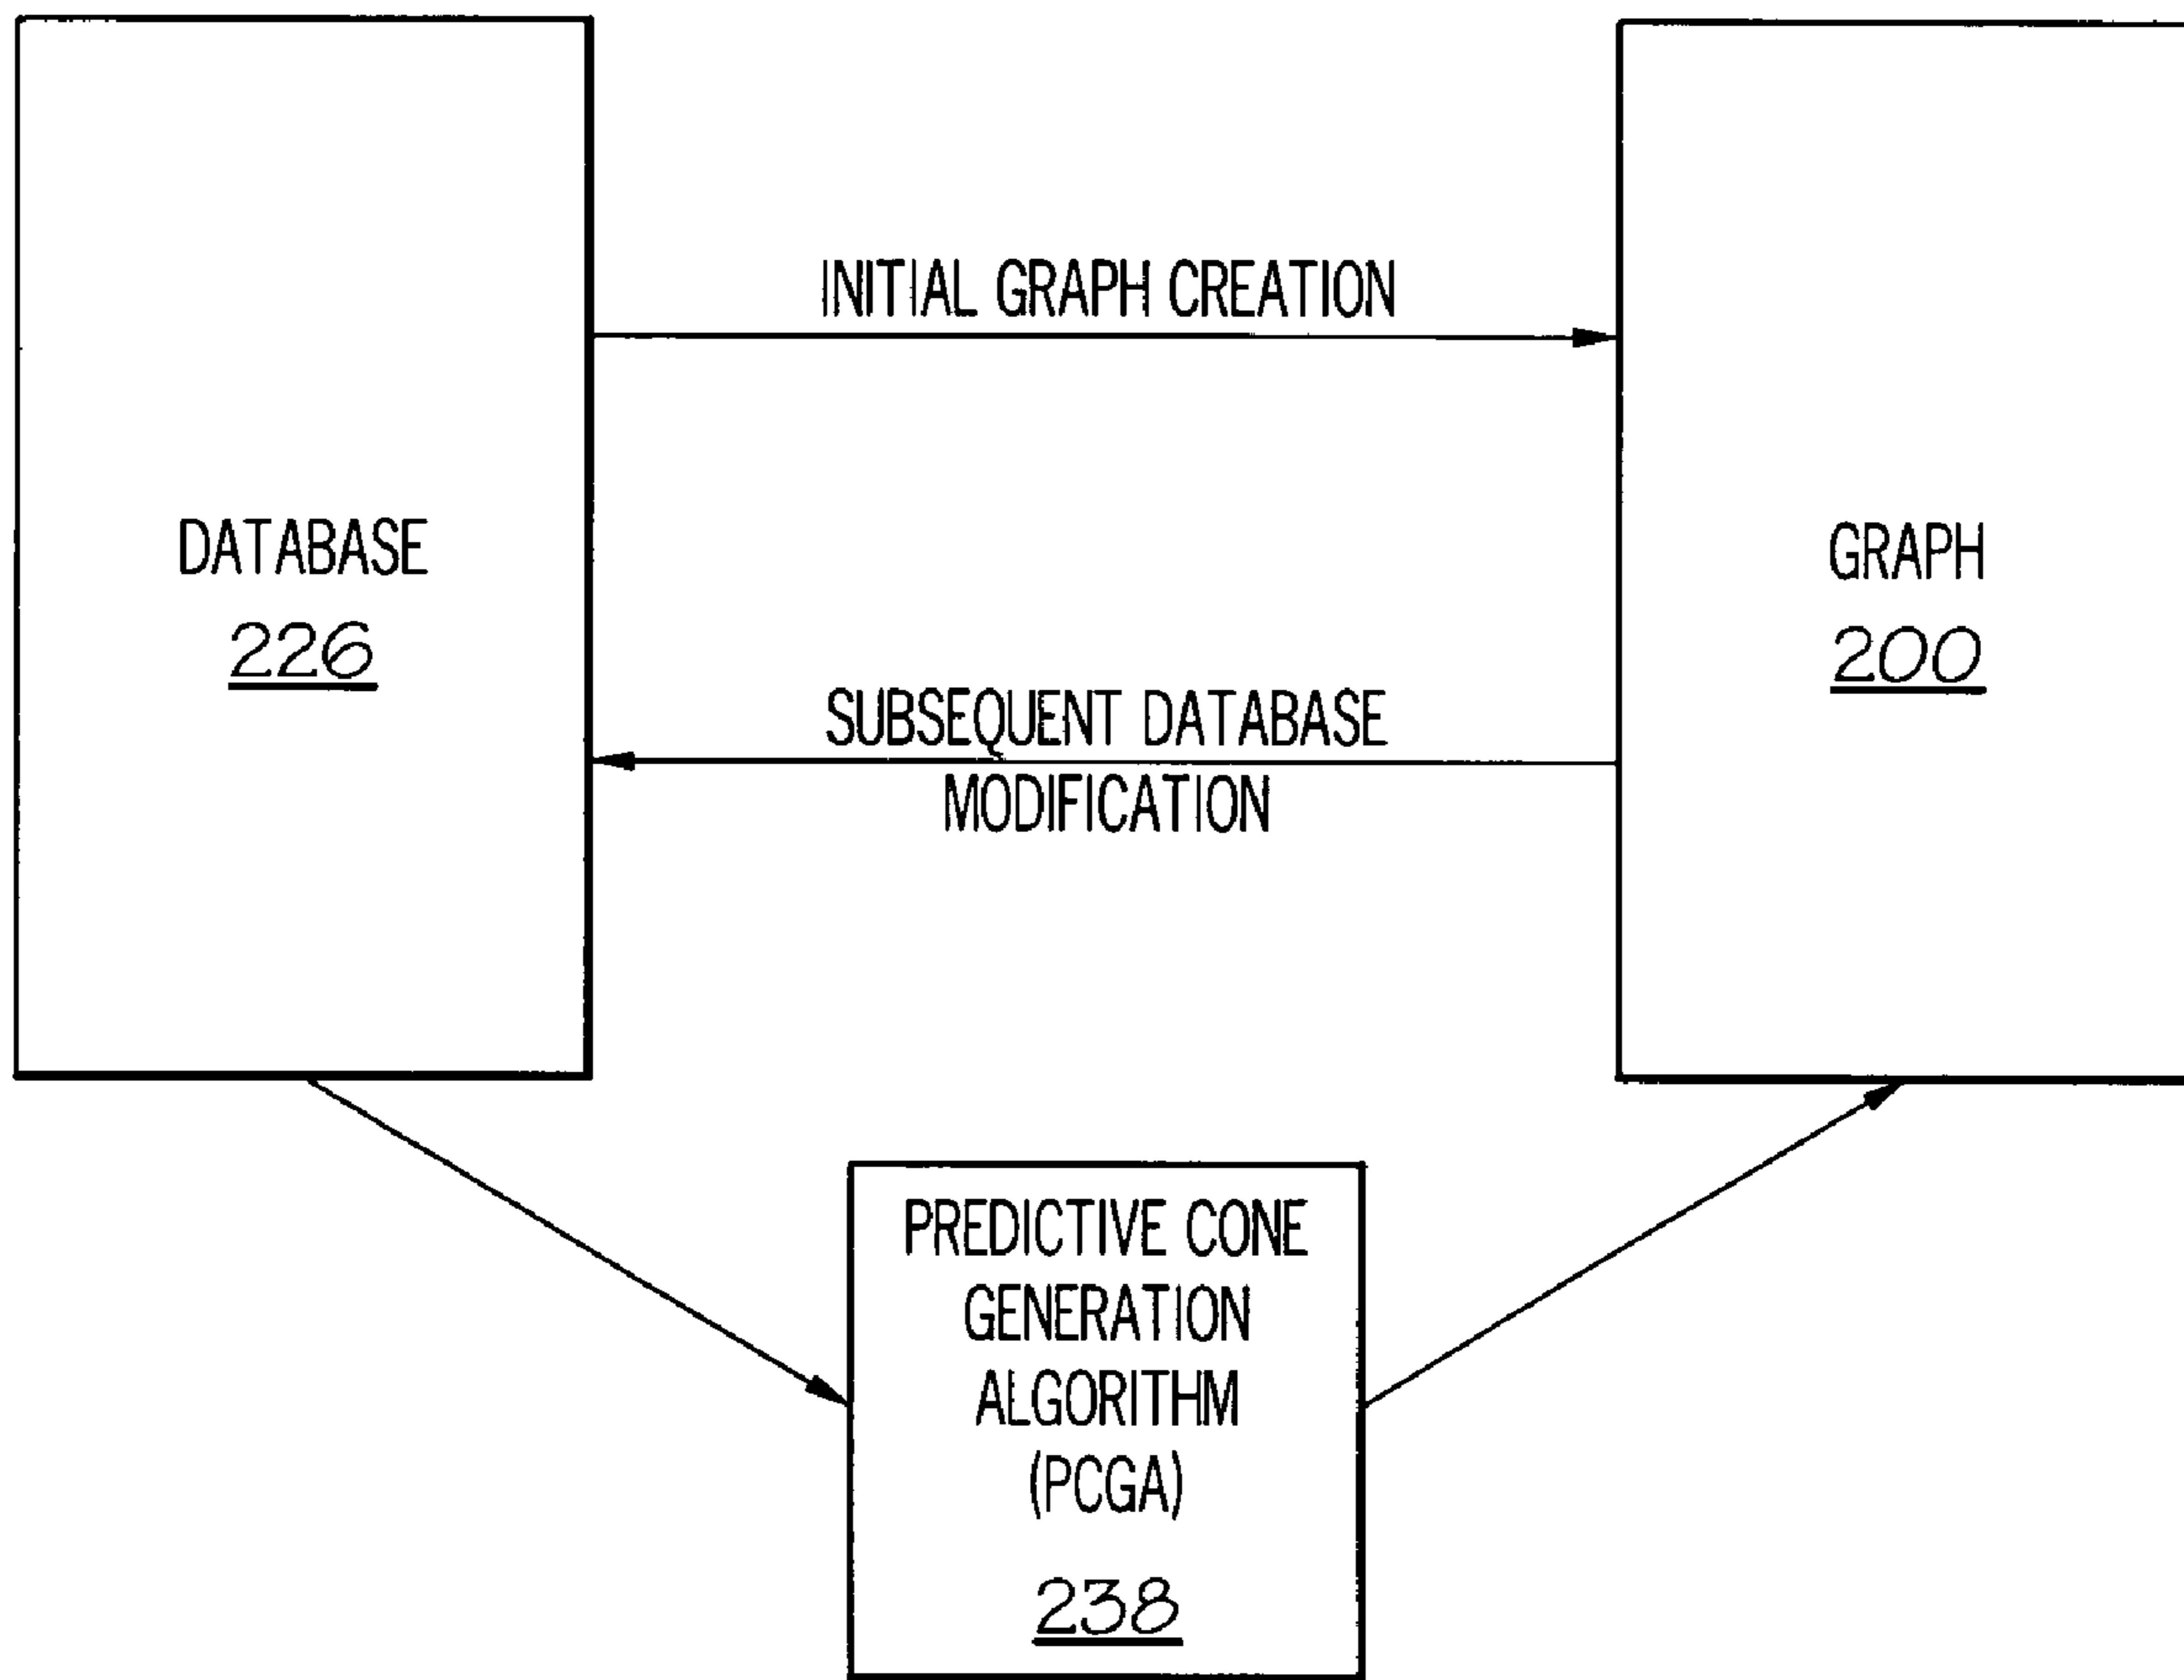 INITIAL GRAPH CREATION
DATABASE
226
GRAPH
200
SUBSEQUENT DATABASE
MODIFICATION
PREDICTIVE CONE
GENERATION
ALGORITHM
(PCGA)
238